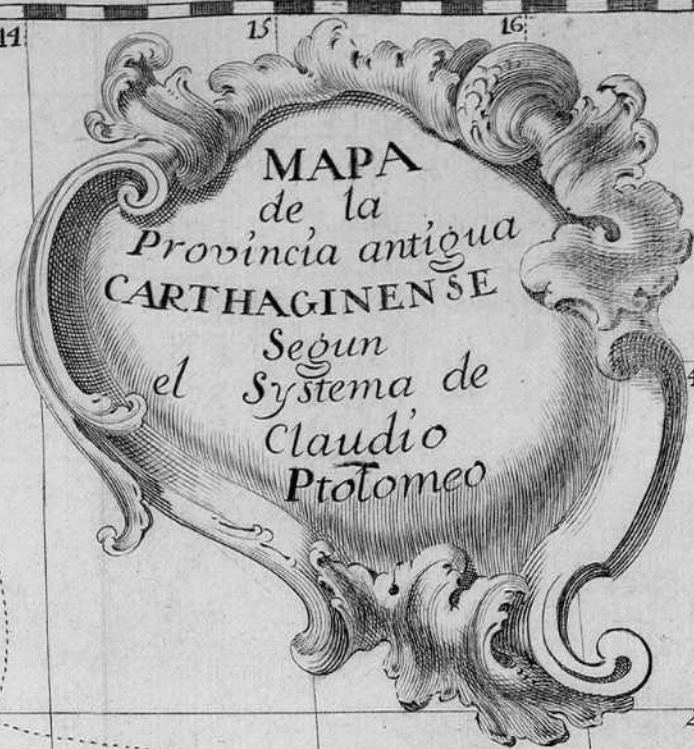 14 15 16
MAPA
de la
Provincia antigua
CARTHAGINENSE
Segun
el Systema de
Claudio
Ptolomeo